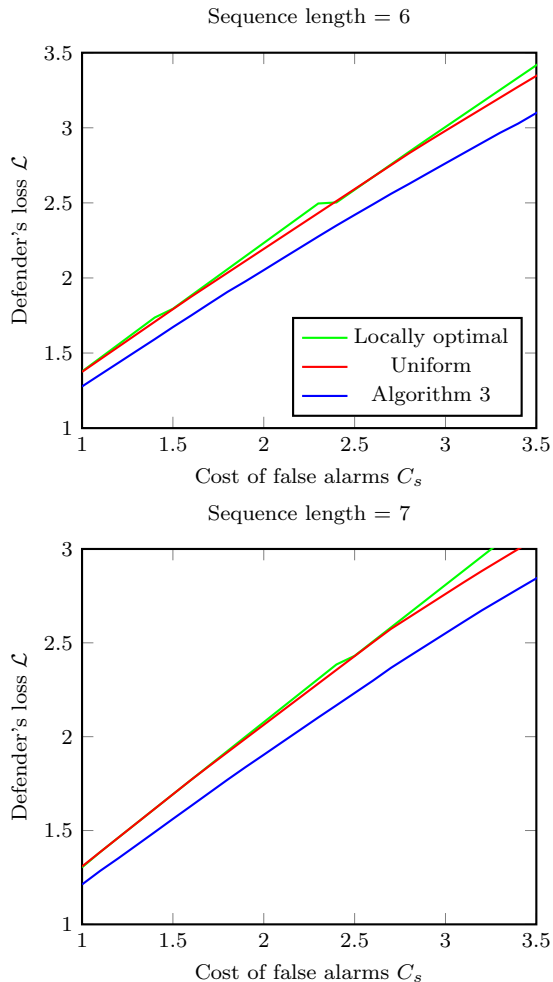 Sequence length = 6
3.5
3
2.5
2
1.5
1
Defender's loss ℒ
Locally optimal
Uniform
Algorithm 3
1 1.5 2 2.5 3 3.5
Cost of false alarms Cₛ
Sequence length = 7
3
2.5
2
1.5
1
Defender's loss ℒ
1 1.5 2 2.5 3 3.5
Cost of false alarms Cₛ